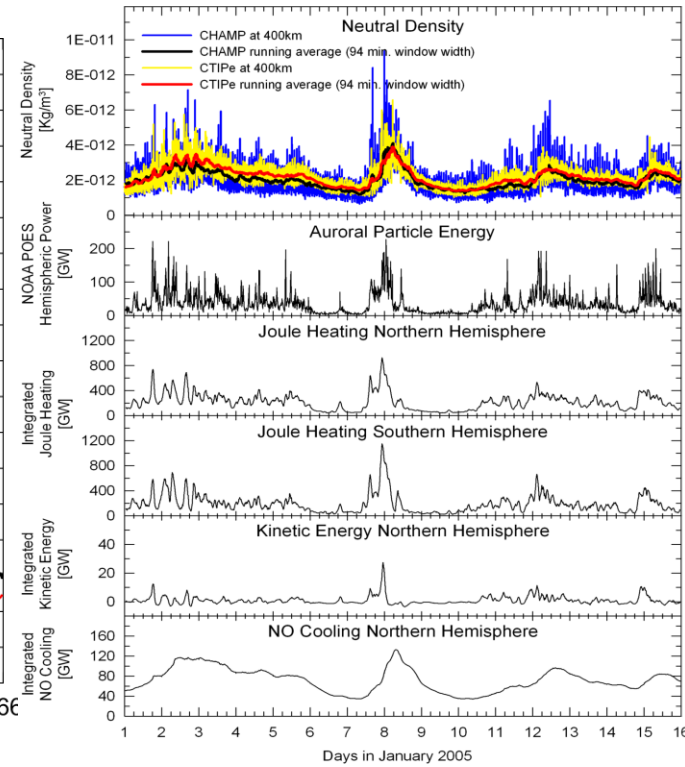 Neutral Density
CHAMP at 400km
CHAMP running average (94 min. window width)
CTIPe at 400km
CTIPe running average (94 min. window width)
Neutral Density
[Kg/m³]
1E-011
8E-012
6E-012
4E-012
2E-012
0
Auroral Particle Energy
NOAA POES
Hemispheric Power
[GW]
200
100
0
Joule Heating Northern Hemisphere
1200
800
400
0
Integrated
Joule Heating
[GW]
Joule Heating Southern Hemisphere
1200
800
400
0
Kinetic Energy Northern Hemisphere
Integrated
Kinetic Energy
[GW]
40
20
0
NO Cooling Northern Hemisphere
Integrated
NO Cooling
[GW]
160
120
80
40
0
66
1 2 3 4 5 6 7 8 9 10 11 12 13 14 15 16
Days in January 2005